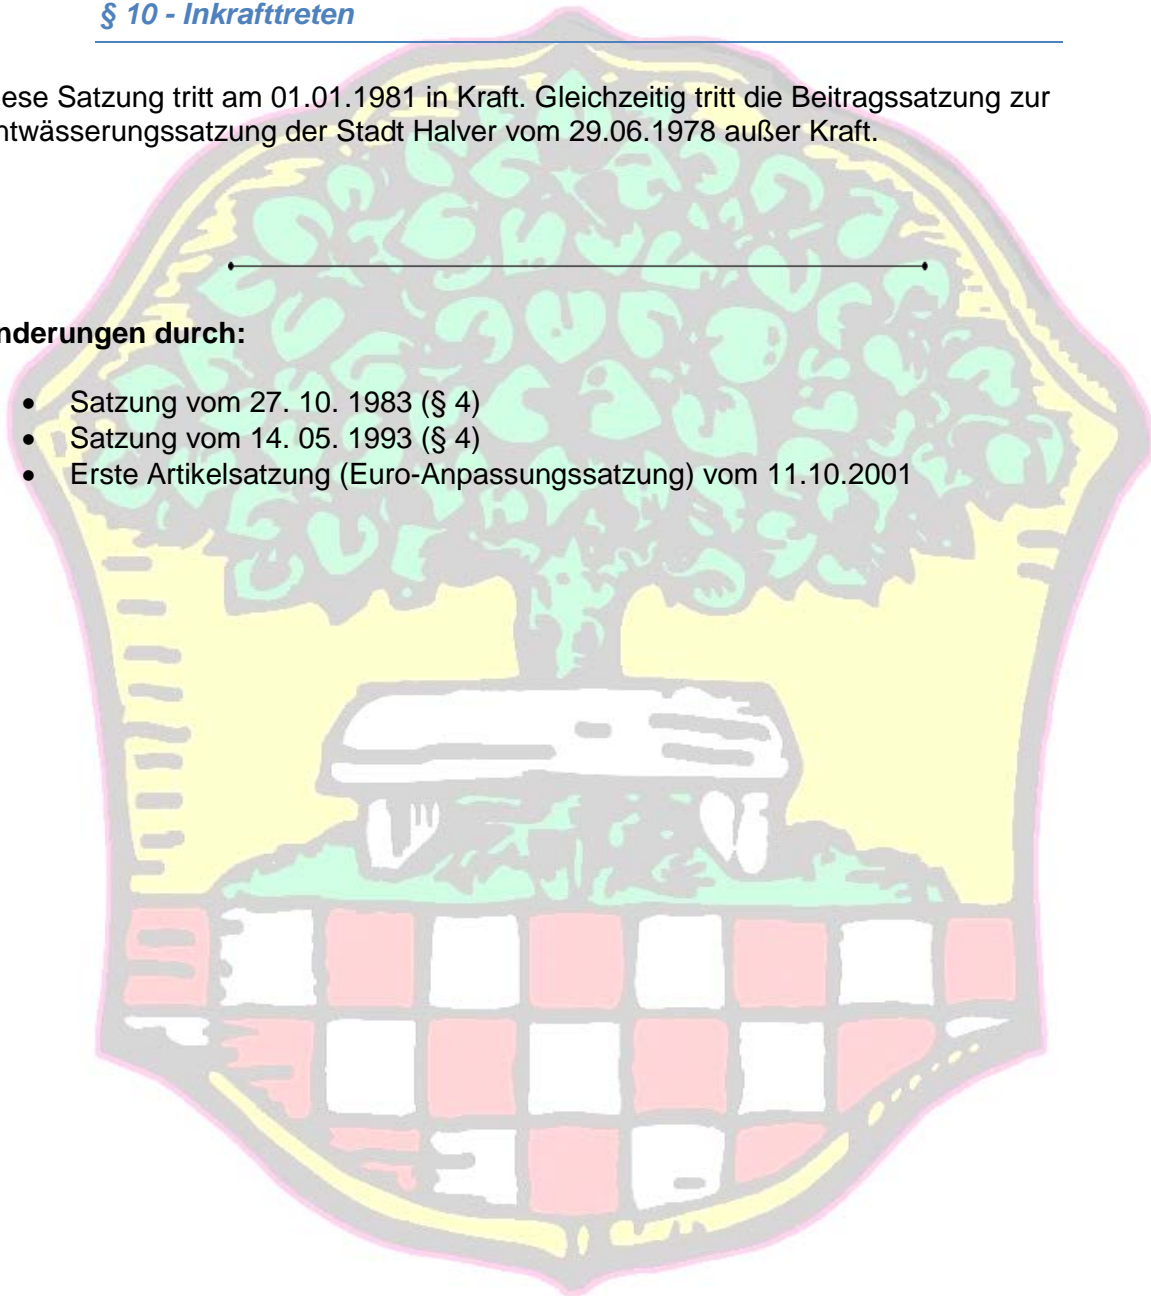 § 10 - Inkrafttreten
iese Satzung tritt am 01.01.1981 in Kraft. Gleichzeitig tritt die Beitragssatzung zur
ntwässerungssatzung der Stadt Halver vom 29.06.1978 außer Kraft.
nderungen durch:
• Satzung vom 27. 10. 1983 (§ 4)
• Satzung vom 14. 05. 1993 (§ 4)
• Erste Artikelsatzung (Euro-Anpassungssatzung) vom 11.10.2001